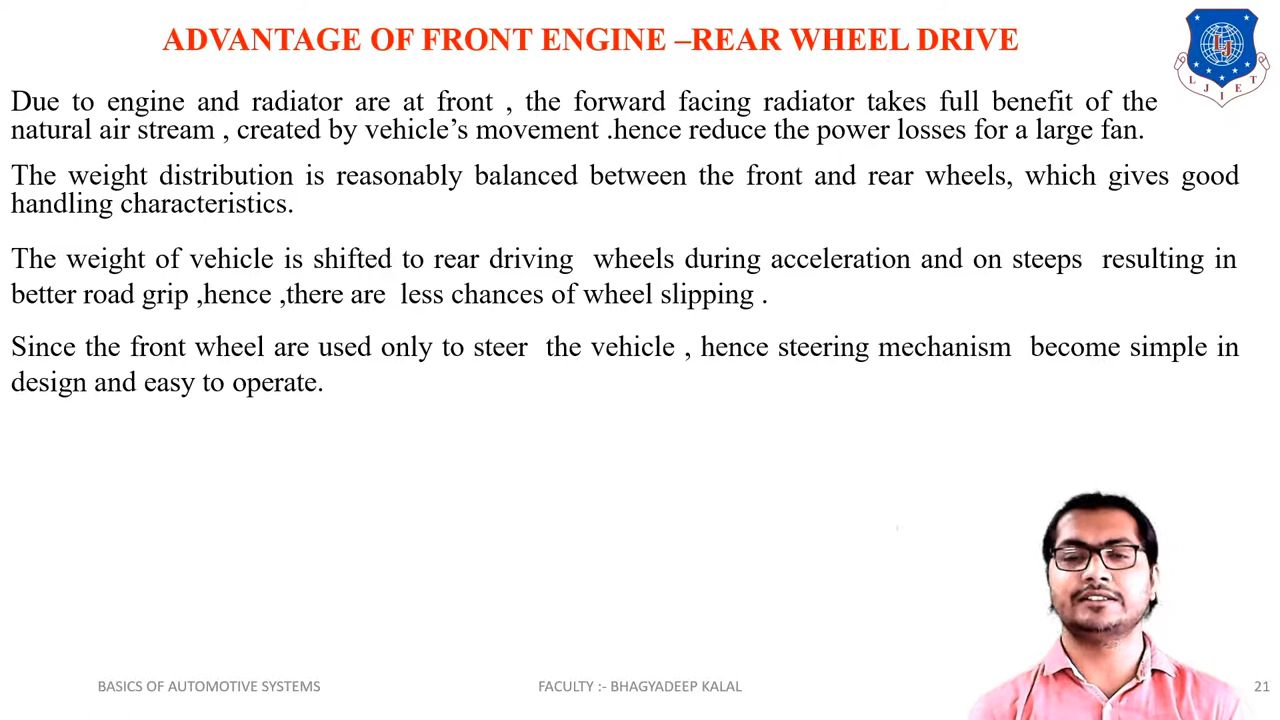 ADVANTAGE OF FRONT ENGINE –REAR WHEEL DRIVE
LJ
L J I E T
Due to engine and radiator are at front , the forward facing radiator takes full benefit of the
natural air stream , created by vehicle’s movement .hence reduce the power losses for a large fan.
The weight distribution is reasonably balanced between the front and rear wheels, which gives good
handling characteristics.
The weight of vehicle is shifted to rear driving wheels during acceleration and on steeps resulting in
better road grip ,hence ,there are less chances of wheel slipping .
Since the front wheel are used only to steer the vehicle , hence steering mechanism become simple in
design and easy to operate.
BASICS OF AUTOMOTIVE SYSTEMS
FACULTY :- BHAGYADEEP KALAL
21